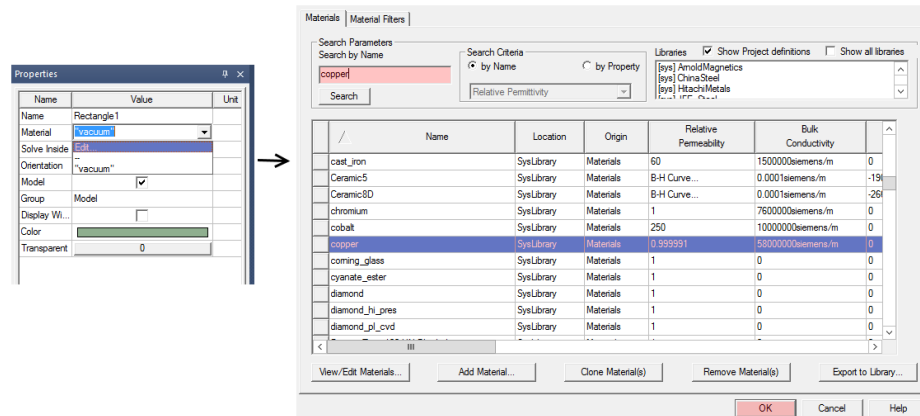 Materials Material Filters
Search Parameters
Search by Name
copper
Search
Search Criteria
by Name by Property
Relative Permittivity
Libraries Show Project definitions Show all libraries
[sys] ArnoldMagnetics
[sys] ChinaSteel
[sys] HitachiMetals
Properties
Name Value Unit
Name Rectangle1
Material "vacuum"
Solve Inside Edit...
--
Orientation "vacuum"
Model
Group Model
Display Wi...
Color
Transparent 0
/ Name Location Origin Relative Permeability Bulk Conductivity
cast_iron SysLibrary Materials 60 1500000siemens/m 0
Ceramic5 SysLibrary Materials B-H Curve... 0.0001siemens/m -190
Ceramic8D SysLibrary Materials B-H Curve... 0.0001siemens/m -260
chromium SysLibrary Materials 1 7600000siemens/m 0
cobalt SysLibrary Materials 250 10000000siemens/m 0
copper SysLibrary Materials 0.999991 58000000siemens/m 0
corning_glass SysLibrary Materials 1 0 0
cyanate_ester SysLibrary Materials 1 0 0
diamond SysLibrary Materials 1 0 0
diamond_hi_pres SysLibrary Materials 1 0 0
diamond_pl_cvd SysLibrary Materials 1 0 0
View/Edit Materials... Add Material... Clone Material(s) Remove Material(s) Export to Library...
OK Cancel Help